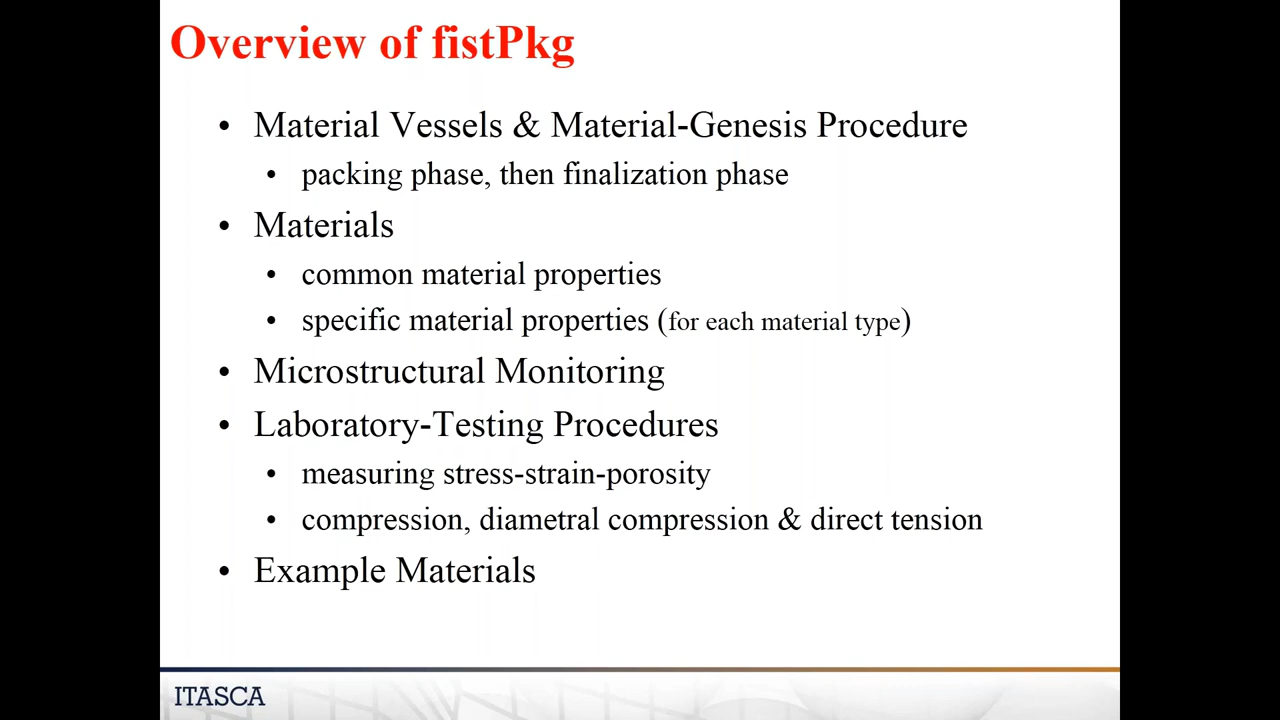 Overview of fistPkg
• Material Vessels & Material-Genesis Procedure
• packing phase, then finalization phase
• Materials
• common material properties
• specific material properties (for each material type)
• Microstructural Monitoring
• Laboratory-Testing Procedures
• measuring stress-strain-porosity
• compression, diametral compression & direct tension
• Example Materials
ITASCA